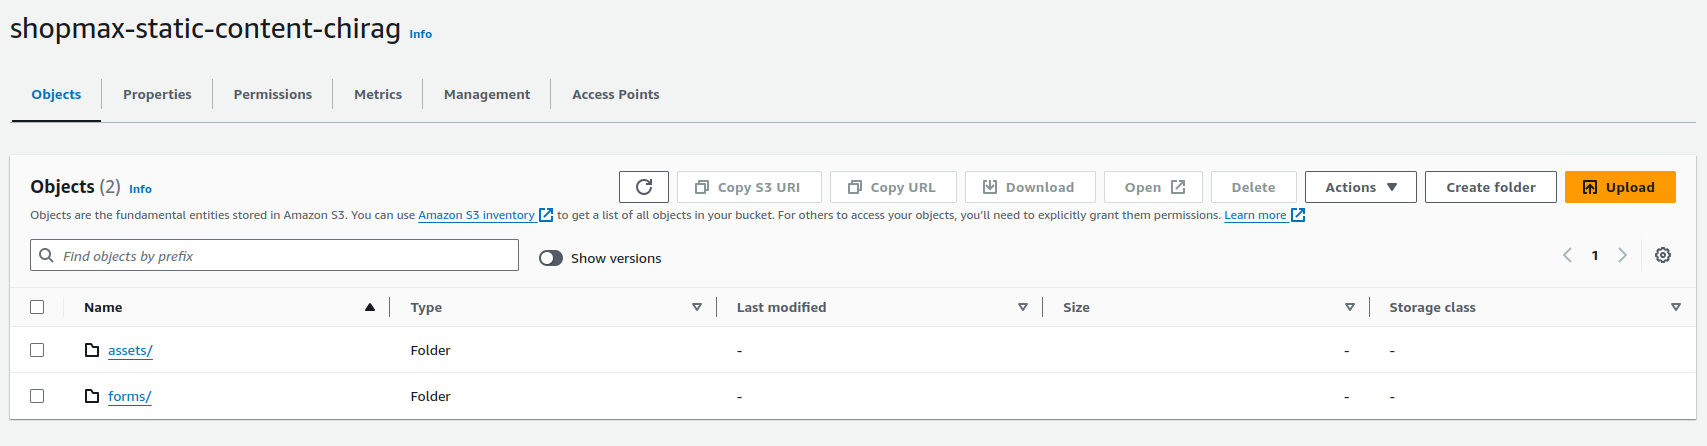 shopmax-static-content-chirag Info
Objects Properties Permissions Metrics Management Access Points
Objects (2) Info Copy S3 URI Copy URL Download Open Delete Actions Create folder Upload
Objects are the fundamental entities stored in Amazon S3. You can use Amazon S3 inventory to get a list of all objects in your bucket. For others to access your objects, you'll need to explicitly grant them permissions. Learn more
Find objects by prefix Show versions 1
Name Type Last modified Size Storage class
assets/ Folder - - -
forms/ Folder - - -